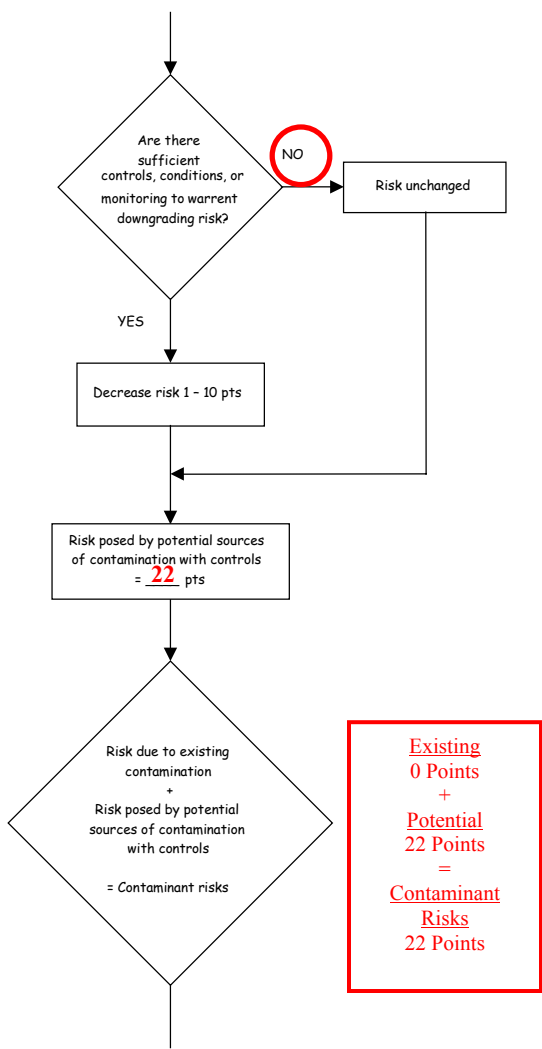 Are there
sufficient
controls, conditions, or
monitoring to warrent
downgrading risk?
NO
Risk unchanged
YES
Decrease risk 1 – 10 pts
Risk posed by potential sources
of contamination with controls
= 22 pts
Risk due to existing
contamination
+
Risk posed by potential
sources of contamination
with controls
= Contaminant risks
Existing
0 Points
+
Potential
22 Points
=
Contaminant
Risks
22 Points